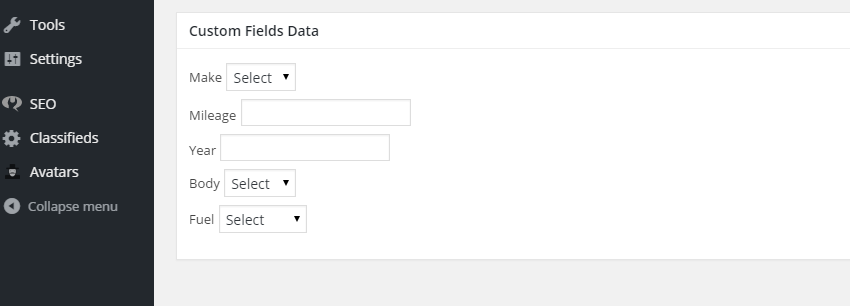 Tools
Settings
SEO
Classifieds
Avatars
Collapse menu
Custom Fields Data
Make Select
Mileage
Year
Body Select
Fuel Select